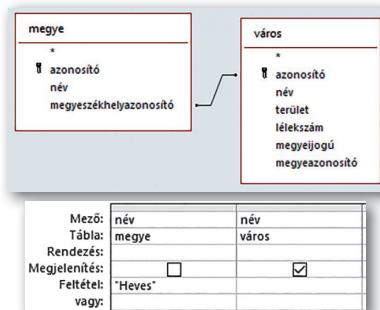 megye
*
azonosító
név
megyeszékhelyazonosító
város
*
azonosító
név
terület
lélekszám
megyeijogú
megyeazonosító
Mező: név név
Tábla: megye város
Rendezés:
Megjelenítés:
Feltétel: "Heves"
vagy: